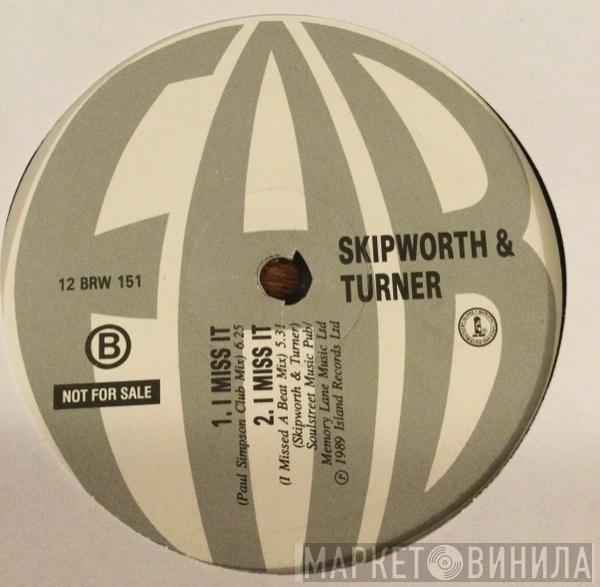 FAB
SKIPWORTH &
TURNER
12 BRW 151
B
NOT FOR SALE
1. I MISS IT
(Paul Simpson Club Mix) 6.25
2. I MISS IT
(I Missed A Beat Mix) 5.31
(Skipworth & Turner)
Soulstreet Music Pub/
Memory Lane Music Ltd
Ⓟ 1989 Island Records Ltd
МАРКЕТ ВИНИЛА